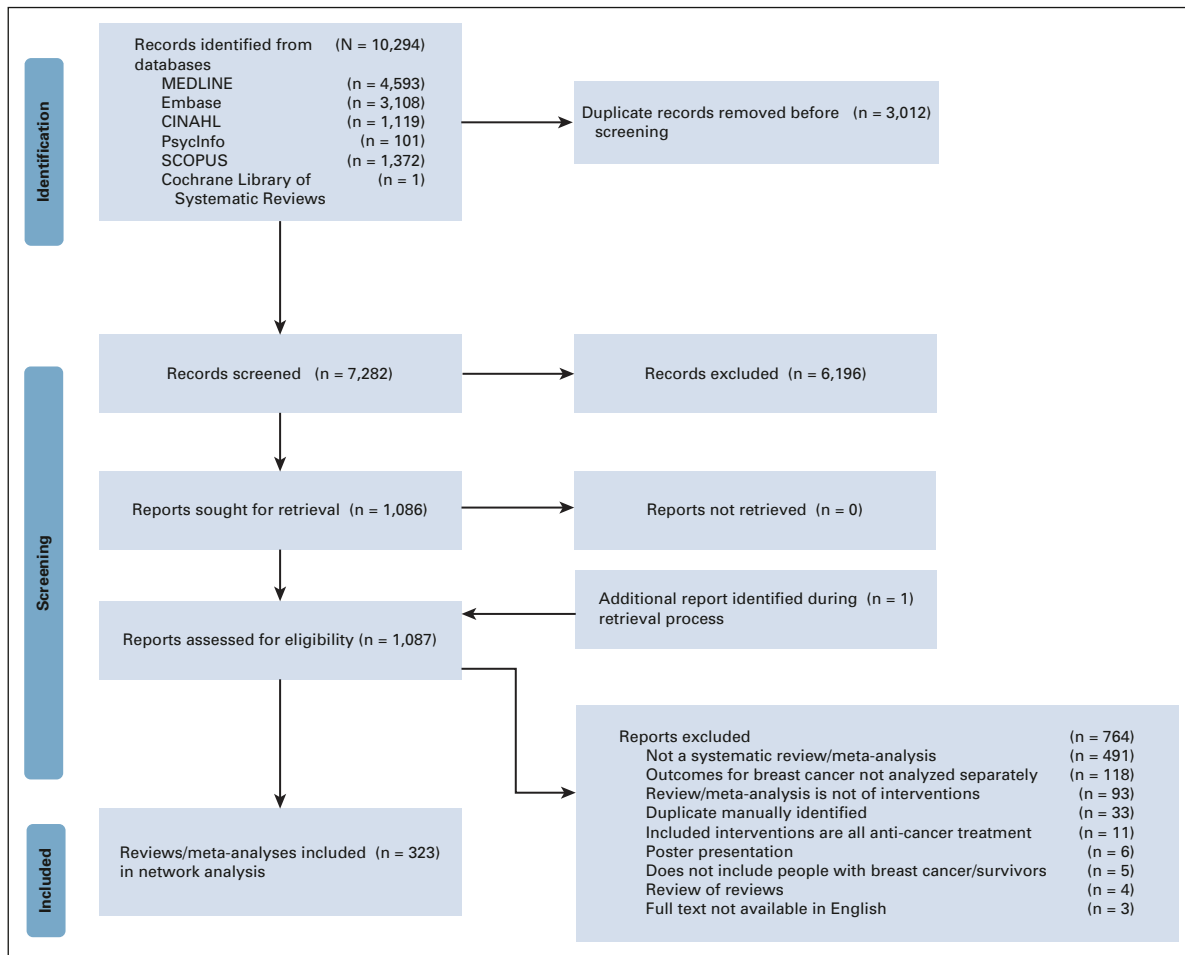 Identification
Records identified from (N = 10,294)
databases
MEDLINE (n = 4,593)
Embase (n = 3,108)
CINAHL (n = 1,119)
PsycInfo (n = 101)
SCOPUS (n = 1,372)
Cochrane Library of (n = 1)
Systematic Reviews
Duplicate records removed before (n = 3,012)
screening
Screening
Records screened (n = 7,282)
Records excluded (n = 6,196)
Reports sought for retrieval (n = 1,086)
Reports not retrieved (n = 0)
Additional report identified during (n = 1)
retrieval process
Reports assessed for eligibility (n = 1,087)
Reports excluded (n = 764)
Not a systematic review/meta-analysis (n = 491)
Outcomes for breast cancer not analyzed separately (n = 118)
Review/meta-analysis is not of interventions (n = 93)
Duplicate manually identified (n = 33)
Included interventions are all anti-cancer treatment (n = 11)
Poster presentation (n = 6)
Does not include people with breast cancer/survivors (n = 5)
Review of reviews (n = 4)
Full text not available in English (n = 3)
Included
Reviews/meta-analyses included (n = 323)
in network analysis